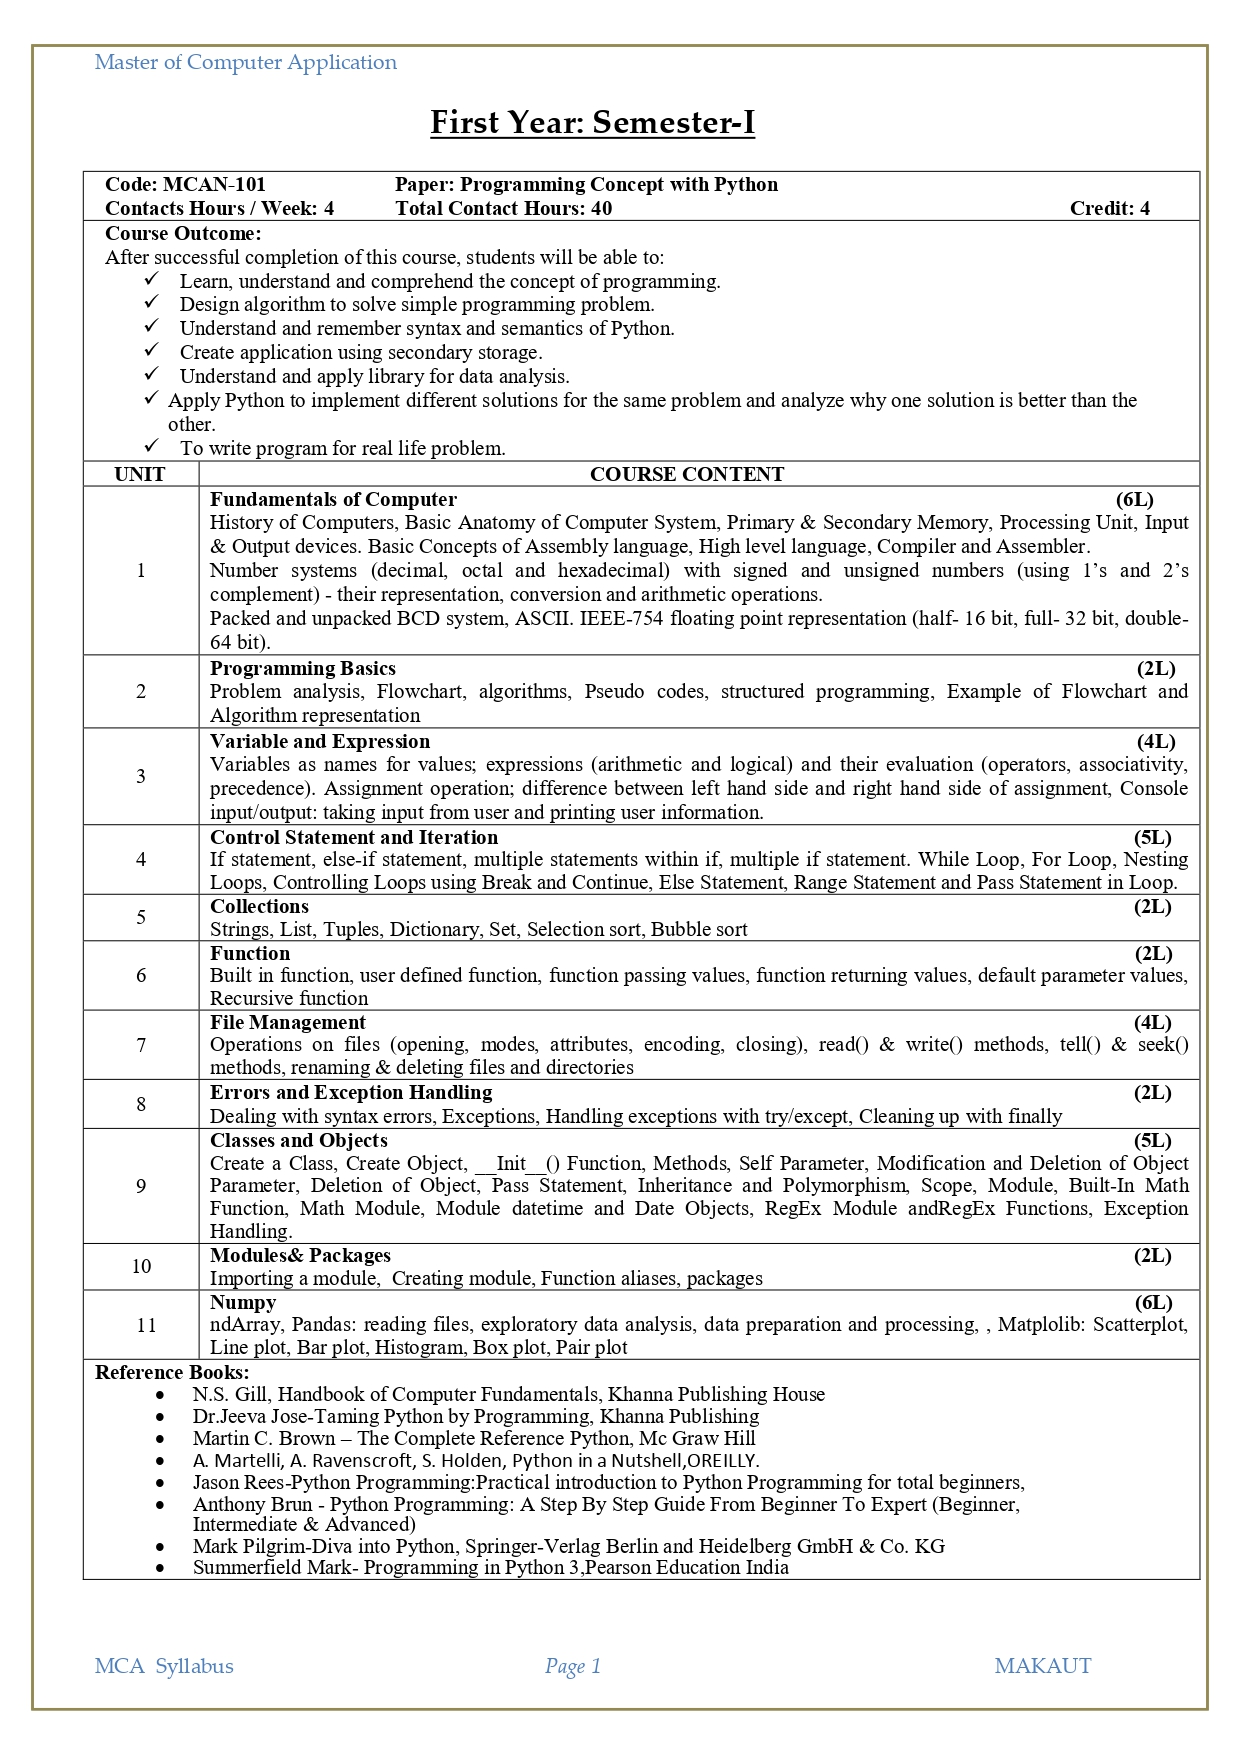 Master of Computer Application
First Year: Semester-I
Code: MCAN-101 Paper: Programming Concept with Python
Contacts Hours / Week: 4 Total Contact Hours: 40 Credit: 4
Course Outcome:
After successful completion of this course, students will be able to:
✓ Learn, understand and comprehend the concept of programming.
✓ Design algorithm to solve simple programming problem.
✓ Understand and remember syntax and semantics of Python.
✓ Create application using secondary storage.
✓ Understand and apply library for data analysis.
✓ Apply Python to implement different solutions for the same problem and analyze why one solution is better than the
other.
✓ To write program for real life problem.
UNIT COURSE CONTENT
Fundamentals of Computer (6L)
History of Computers, Basic Anatomy of Computer System, Primary & Secondary Memory, Processing Unit, Input
& Output devices. Basic Concepts of Assembly language, High level language, Compiler and Assembler.
1 Number systems (decimal, octal and hexadecimal) with signed and unsigned numbers (using 1’s and 2’s
complement) - their representation, conversion and arithmetic operations.
Packed and unpacked BCD system, ASCII. IEEE-754 floating point representation (half- 16 bit, full- 32 bit, double-
64 bit).
Programming Basics (2L)
2 Problem analysis, Flowchart, algorithms, Pseudo codes, structured programming, Example of Flowchart and
Algorithm representation
Variable and Expression (4L)
3 Variables as names for values; expressions (arithmetic and logical) and their evaluation (operators, associativity,
precedence). Assignment operation; difference between left hand side and right hand side of assignment, Console
input/output: taking input from user and printing user information.
Control Statement and Iteration (5L)
4 If statement, else-if statement, multiple statements within if, multiple if statement. While Loop, For Loop, Nesting
Loops, Controlling Loops using Break and Continue, Else Statement, Range Statement and Pass Statement in Loop.
5 Collections (2L)
Strings, List, Tuples, Dictionary, Set, Selection sort, Bubble sort
Function (2L)
6 Built in function, user defined function, function passing values, function returning values, default parameter values,
Recursive function
File Management (4L)
7 Operations on files (opening, modes, attributes, encoding, closing), read() & write() methods, tell() & seek()
methods, renaming & deleting files and directories
8 Errors and Exception Handling (2L)
Dealing with syntax errors, Exceptions, Handling exceptions with try/except, Cleaning up with finally
Classes and Objects (5L)
Create a Class, Create Object, __Init__() Function, Methods, Self Parameter, Modification and Deletion of Object
9 Parameter, Deletion of Object, Pass Statement, Inheritance and Polymorphism, Scope, Module, Built-In Math
Function, Math Module, Module datetime and Date Objects, RegEx Module andRegEx Functions, Exception
Handling.
10 Modules& Packages (2L)
Importing a module, Creating module, Function aliases, packages
Numpy (6L)
11 ndArray, Pandas: reading files, exploratory data analysis, data preparation and processing, , Matplolib: Scatterplot,
Line plot, Bar plot, Histogram, Box plot, Pair plot
Reference Books:
• N.S. Gill, Handbook of Computer Fundamentals, Khanna Publishing House
• Dr.Jeeva Jose-Taming Python by Programming, Khanna Publishing
• Martin C. Brown – The Complete Reference Python, Mc Graw Hill
• A. Martelli, A. Ravenscroft, S. Holden, Python in a Nutshell,OREILLY.
• Jason Rees-Python Programming:Practical introduction to Python Programming for total beginners,
• Anthony Brun - Python Programming: A Step By Step Guide From Beginner To Expert (Beginner,
Intermediate & Advanced)
• Mark Pilgrim-Diva into Python, Springer-Verlag Berlin and Heidelberg GmbH & Co. KG
• Summerfield Mark- Programming in Python 3,Pearson Education India
MCA Syllabus Page 1 MAKAUT